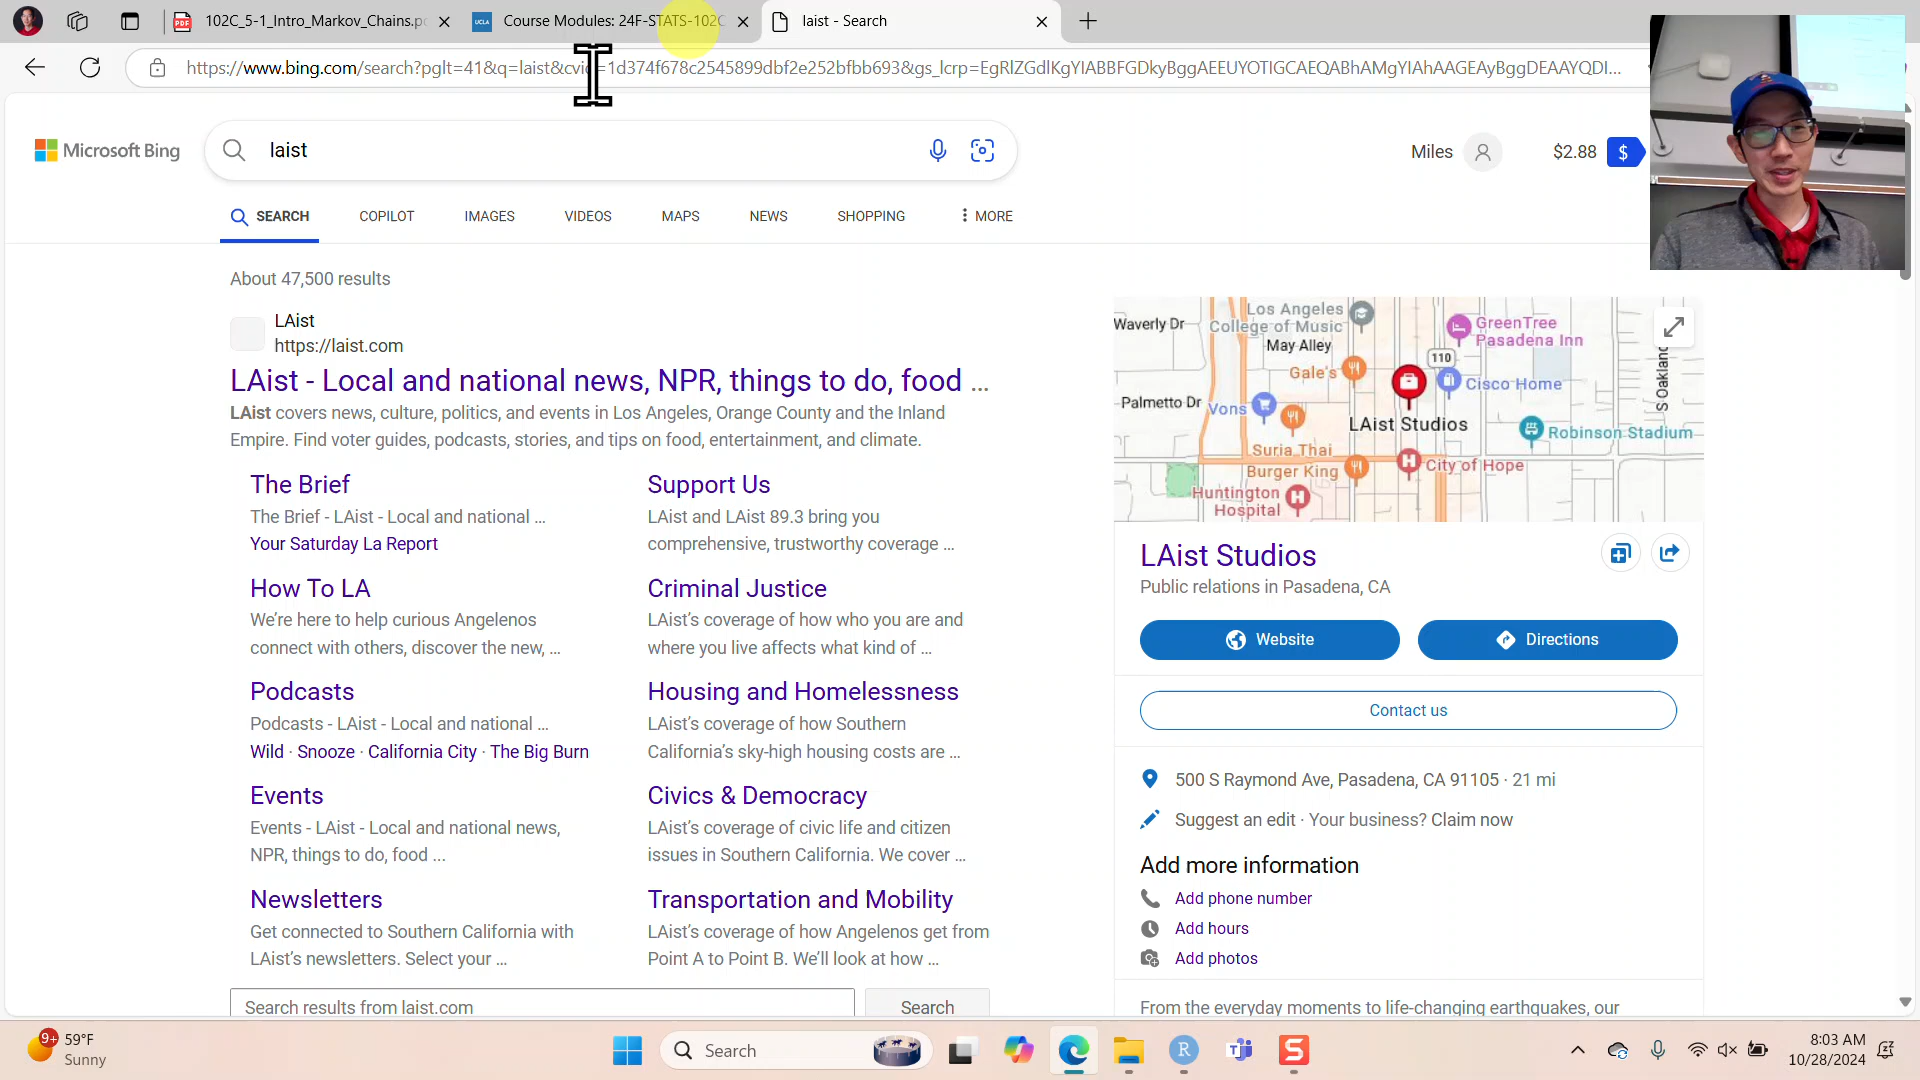 102C_5-1_Intro_Markov_Chains.pd
Course Modules: 24F-STATS-102C
laist - Search
https://www.bing.com/search?pglt=41&q=laist&cvid=1d374f678c2545899dbf2e252bfbb693&gs_lcrp=EgRlZGdlKgYIABBFGDkyBggAEEUYOTIGCAEQABhAMgYIAhAAGEAyBggDEAAYQDI...
Microsoft Bing
laist
Miles
$2.88
SEARCH
COPILOT
IMAGES
VIDEOS
MAPS
NEWS
SHOPPING
MORE
About 47,500 results
LAist
https://laist.com
LAist - Local and national news, NPR, things to do, food ...
LAist covers news, culture, politics, and events in Los Angeles, Orange County and the Inland
Empire. Find voter guides, podcasts, stories, and tips on food, entertainment, and climate.
The Brief
The Brief - LAist - Local and national ...
Your Saturday La Report
How To LA
We're here to help curious Angelenos
connect with others, discover the new, ...
Podcasts
Podcasts - LAist - Local and national ...
Wild · Snooze · California City · The Big Burn
Events
Events - LAist - Local and national news,
NPR, things to do, food ...
Newsletters
Get connected to Southern California with
LAist's newsletters. Select your ...
Support Us
LAist and LAist 89.3 bring you
comprehensive, trustworthy coverage ...
Criminal Justice
LAist's coverage of how who you are and
where you live affects what kind of ...
Housing and Homelessness
LAist's coverage of how Southern
California's sky-high housing costs are ...
Civics & Democracy
LAist's coverage of civic life and citizen
issues in Southern California. We cover ...
Transportation and Mobility
LAist's coverage of how Angelenos get from
Point A to Point B. We'll look at how ...
Search results from laist.com
Search
Waverly Dr
Los Angeles
College of Music
May Alley
GreenTree
Pasadena Inn
110
Gale's
Cisco Home
S Oakland
Palmetto Dr
Vons
LAist Studios
Robinson Stadium
Suria Thai
Burger King
City of Hope
Huntington
Hospital
LAist Studios
Public relations in Pasadena, CA
Website
Directions
Contact us
500 S Raymond Ave, Pasadena, CA 91105 · 21 mi
Suggest an edit · Your business? Claim now
Add more information
Add phone number
Add hours
Add photos
From the everyday moments to life-changing earthquakes, our
9+
59°F
Sunny
Search
8:03 AM
10/28/2024